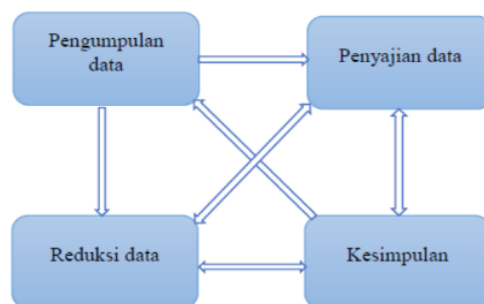 Pengumpulan
data
Penyajian data
Reduksi data
Kesimpulan